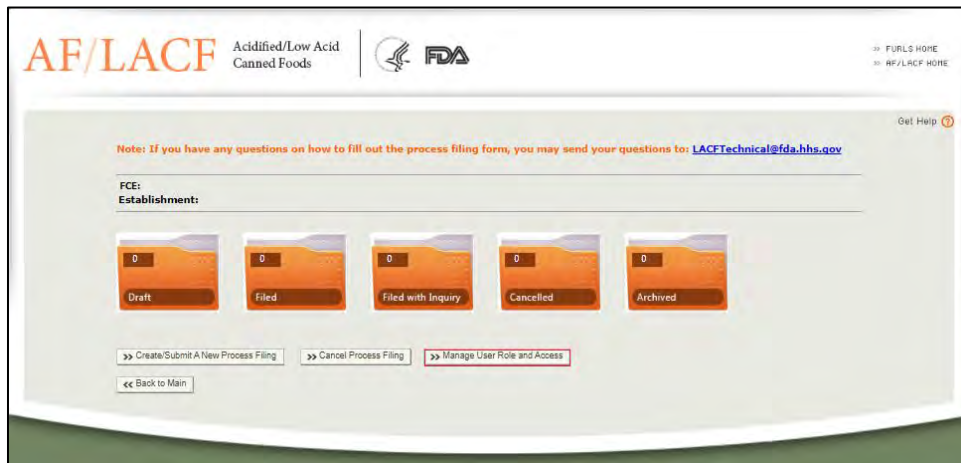 AF/LACF
Acidified/Low Acid
Canned Foods
FDA
>> FURLS HOME
>> AF/LACF HOME
Get Help ?
Note: If you have any questions on how to fill out the process filing form, you may send your questions to: LACFTechnical@fda.hhs.gov
FCE:
Establishment:
0 0 0 0 0
Draft Filed Filed with Inquiry Cancelled Archived
>> Create/Submit A New Process Filing >> Cancel Process Filing >> Manage User Role and Access
<< Back to Main